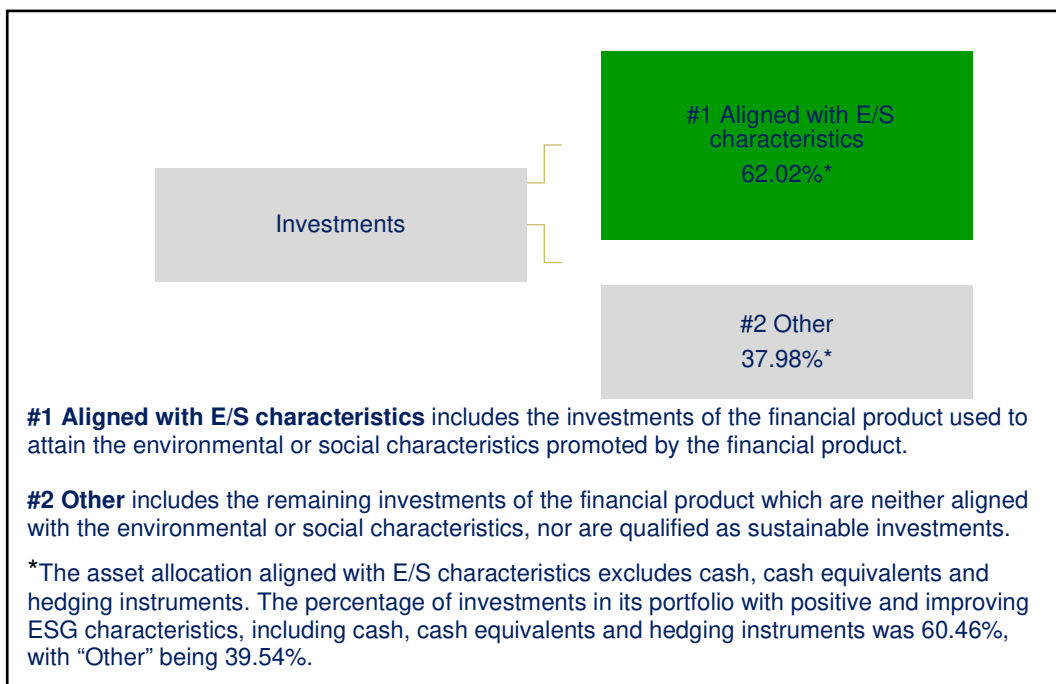 Investments
#1 Aligned with E/S
characteristics
62.02%*
#2 Other
37.98%*
#1 Aligned with E/S characteristics includes the investments of the financial product used to
attain the environmental or social characteristics promoted by the financial product.
#2 Other includes the remaining investments of the financial product which are neither aligned
with the environmental or social characteristics, nor are qualified as sustainable investments.
*The asset allocation aligned with E/S characteristics excludes cash, cash equivalents and
hedging instruments. The percentage of investments in its portfolio with positive and improving
ESG characteristics, including cash, cash equivalents and hedging instruments was 60.46%,
with “Other” being 39.54%.